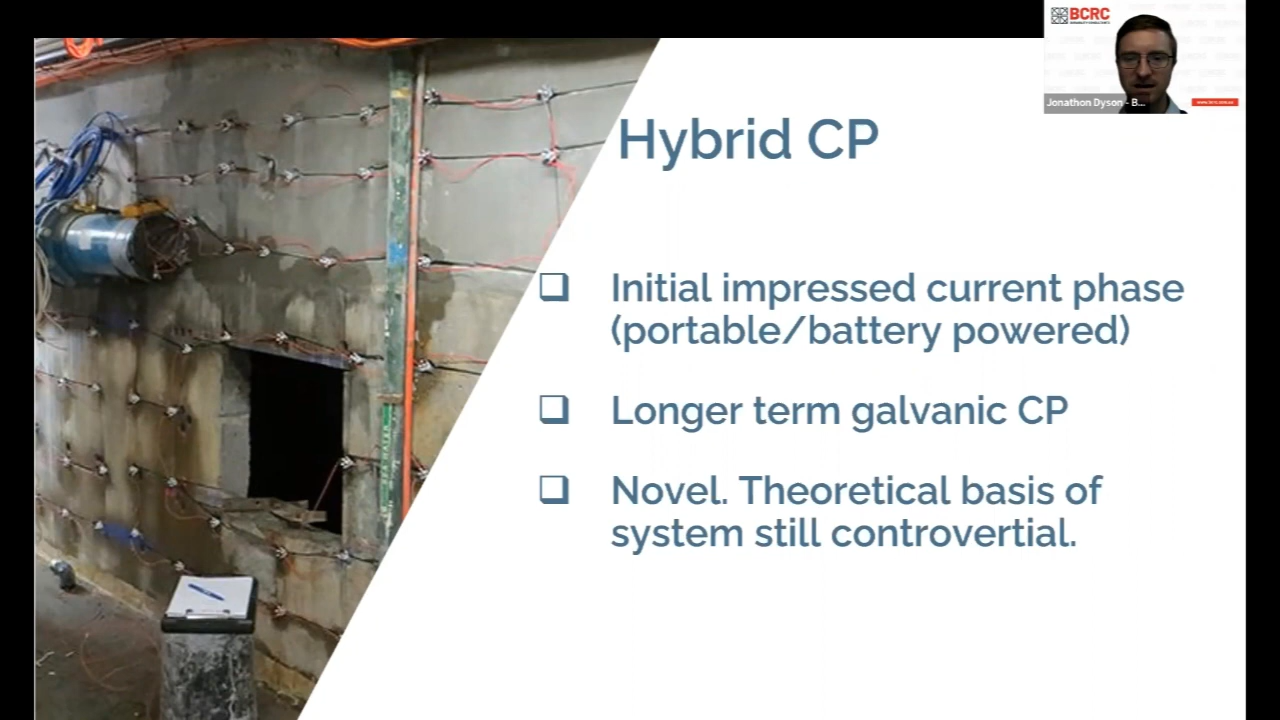 BCRC
Jonathon Dyson - B...
Hybrid CP
Initial impressed current phase
(portable/battery powered)
Longer term galvanic CP
Novel. Theoretical basis of
system still controvertial.